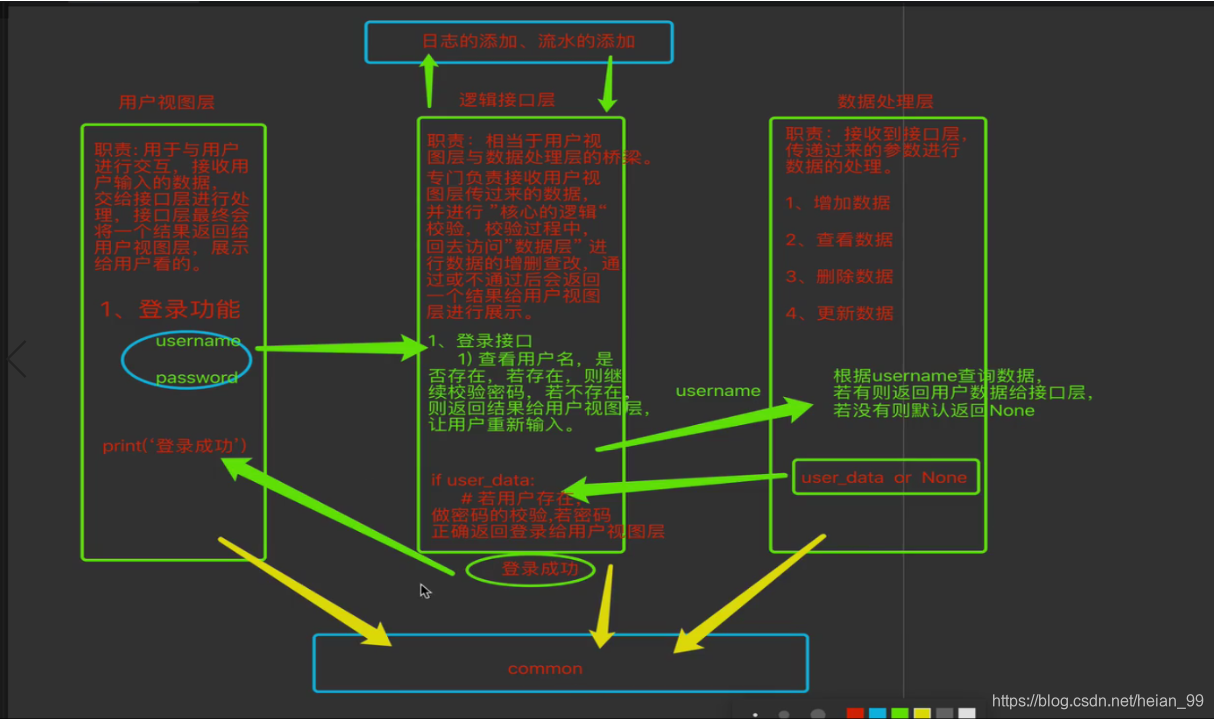 日志的添加、流水的添加
用户视图层
职责: 用于与用户
进行交互，接收用
户输入的数据，
交给接口层进行处
理，接口层最终会
将一个结果返回给
用户视图层，展示
给用户看的。
1、登录功能
username
password
print(‘登录成功’)
逻辑接口层
职责：相当于用户视
图层与数据处理层的桥梁。
专门负责接收用户视
图层传过来的数据，
并进行 ”核心的逻辑“
校验，校验过程中，
回去访问”数据层” 进
行数据的增删查改，通
过或不通过后会返回
一个结果给用户视图
层进行展示。
1、登录接口
1) 查看用户名，是
否存在，若存在，则继
续校验密码，若不存在，
则返回结果给用户视图层，
让用户重新输入。
if user_data:
# 若用户存在，
做密码的校验,若密码
正确返回登录给用户视图层
登录成功
username
数据处理层
职责：接收到接口层，
传递过来的参数进行
数据的处理。
1、增加数据
2、查看数据
3、删除数据
4、更新数据
根据username查询数据，
若有则返回用户数据给接口层，
若没有则默认返回None
user_data or None
common
https://blog.csdn.net/heian_99